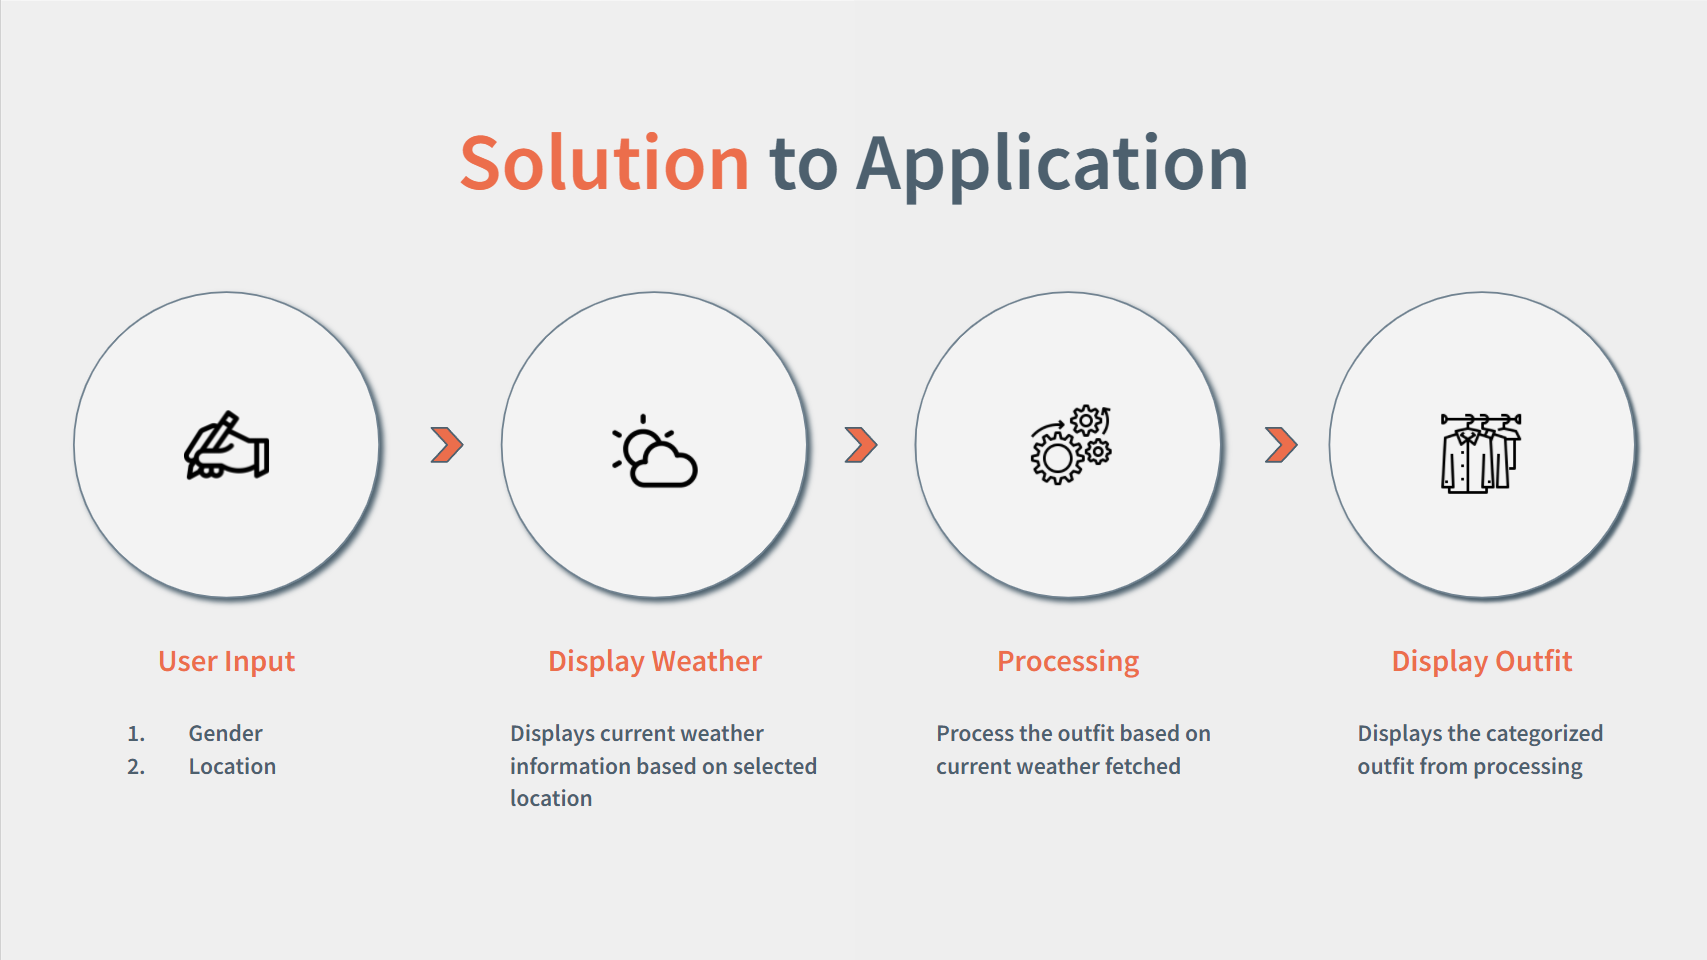 Solution to Application
User Input
1. Gender
2. Location
Display Weather
Displays current weather
information based on selected
location
Processing
Process the outfit based on
current weather fetched
Display Outfit
Displays the categorized
outfit from processing